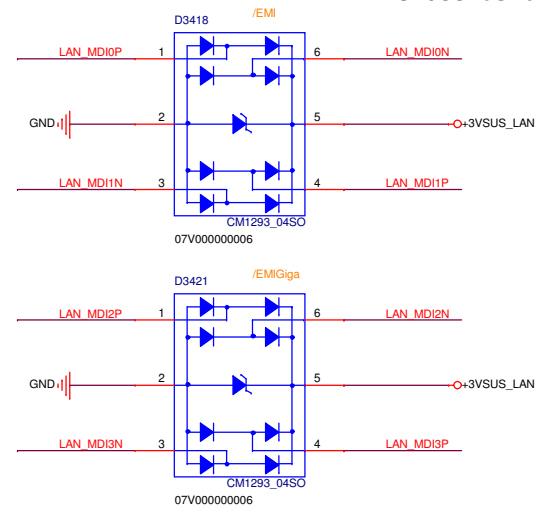 /EMI
D3418
LAN_MDI0P 1 6 LAN_MDI0N
GND 2 5 +3VSUS_LAN
LAN_MDI1N 3 4 LAN_MDI1P
CM1293_04SO
07V000000006
/EMIGiga
D3421
LAN_MDI2P 1 6 LAN_MDI2N
GND 2 5 +3VSUS_LAN
LAN_MDI3N 3 4 LAN_MDI3P
CM1293_04SO
07V000000006